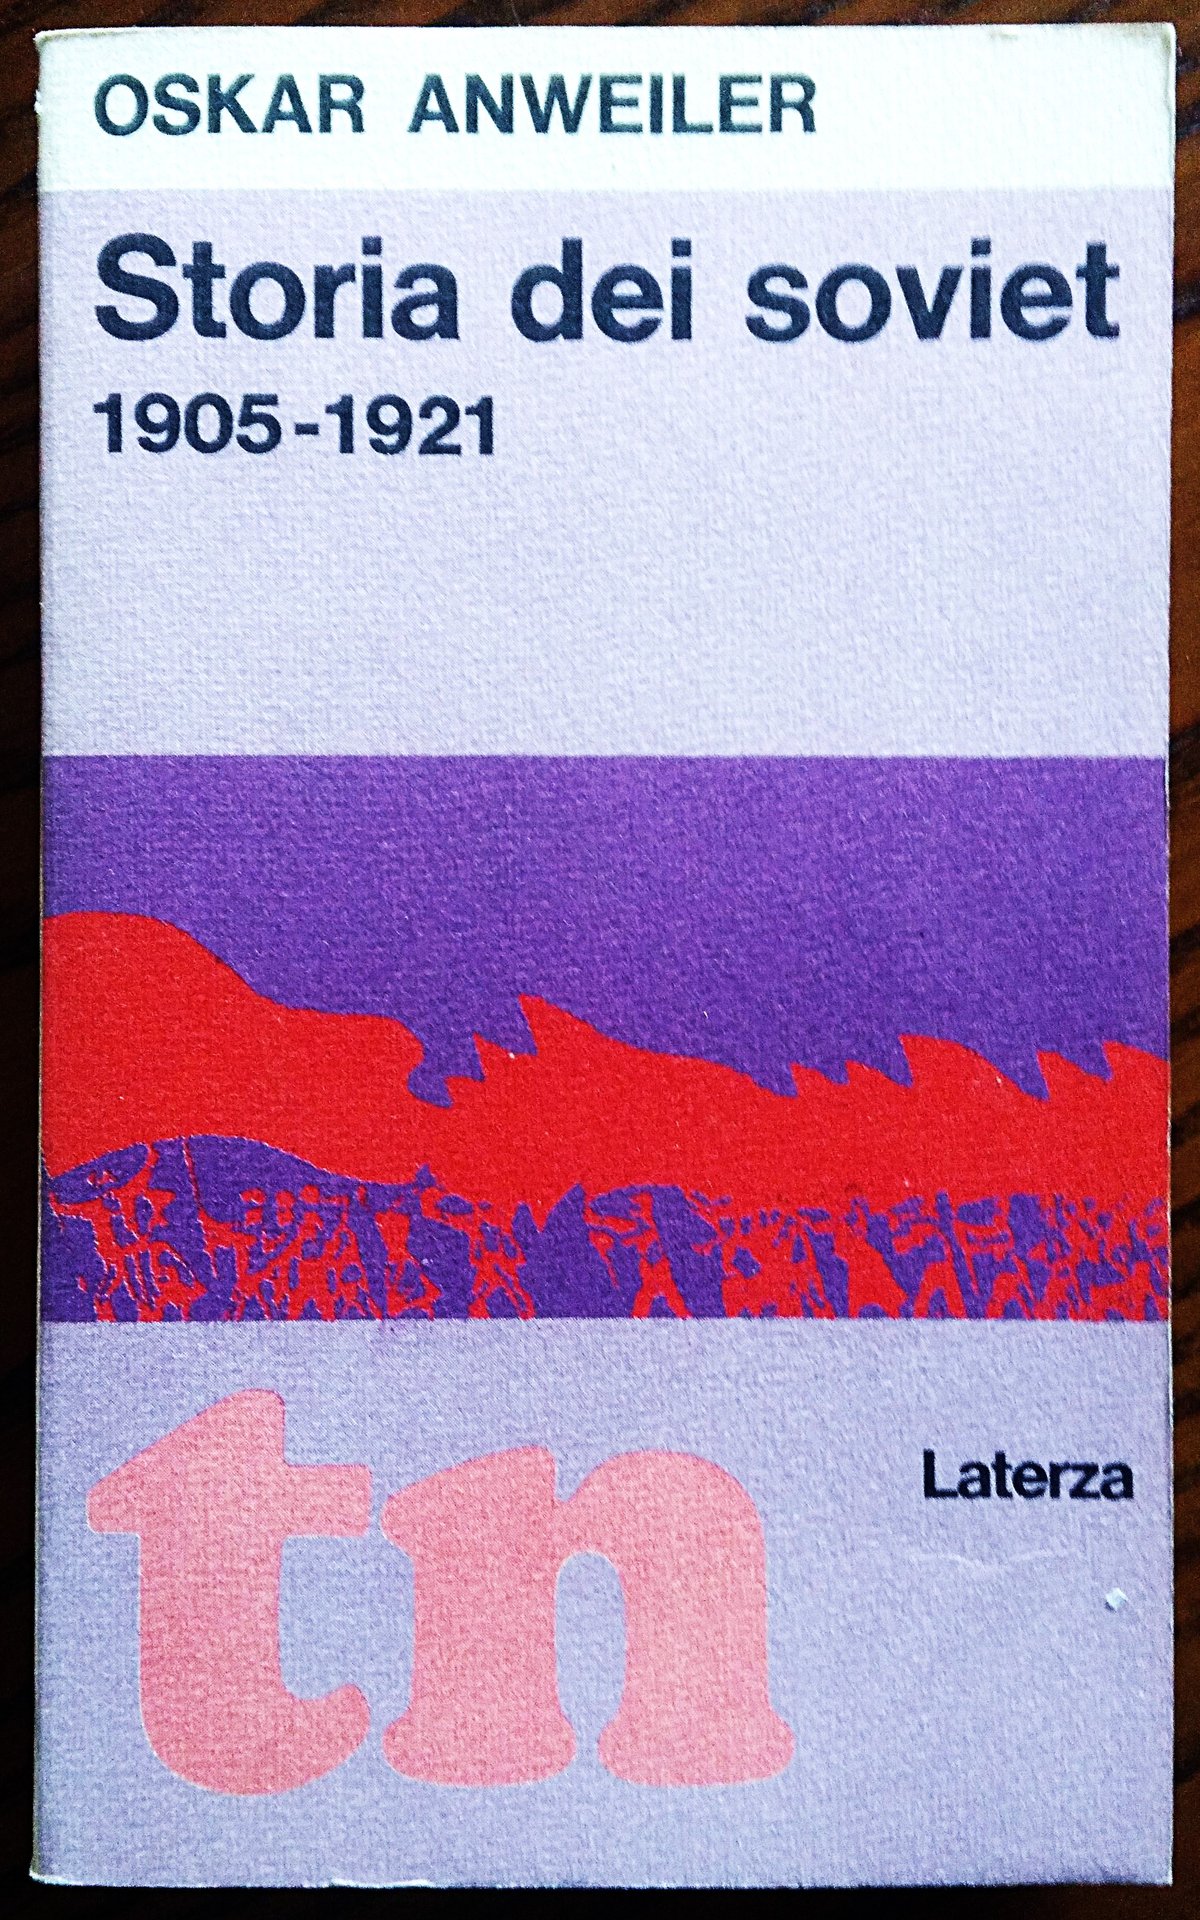 OSKAR ANWEILER
Storia dei soviet
1905-1921
tn
Laterza